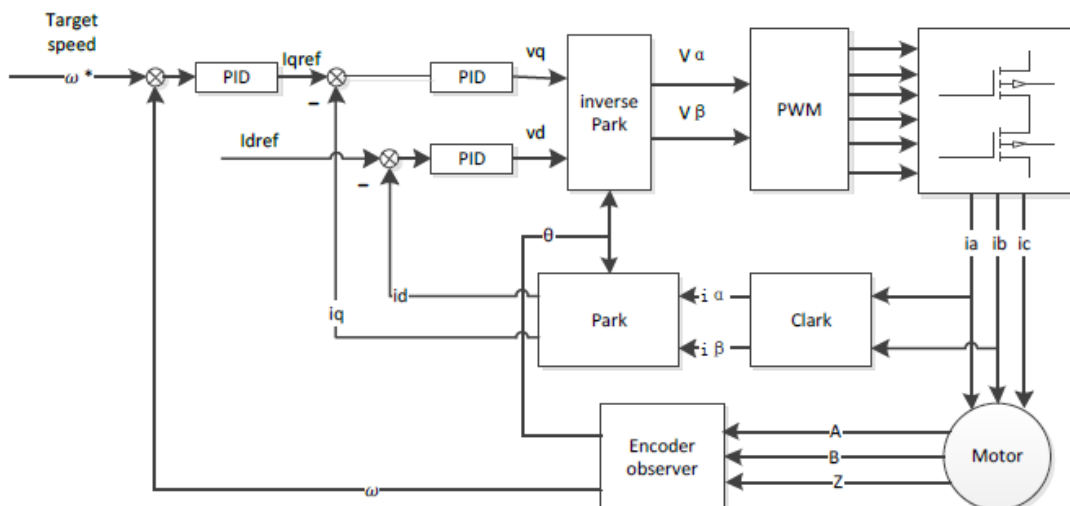 Target
speed
ω*
PID
Iqref
−
PID
vq
inverse
Park
V α
V β
PWM
Idref
−
PID
vd
θ
ia
ib
ic
id
iq
Park
i α
i β
Clark
Encoder
observer
A
B
Z
Motor
ω